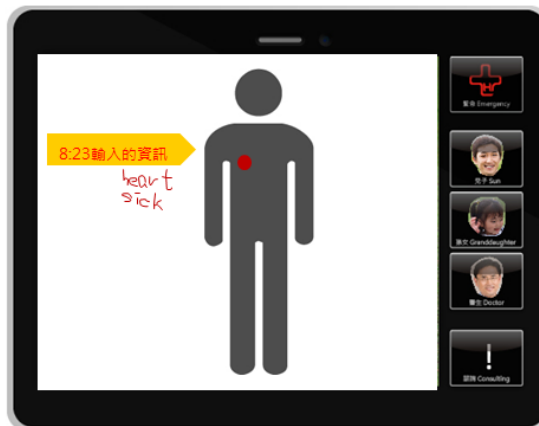 8:23輸入的資訊
heart
sick
緊急 Emergency
兒子 Sun
孫女 Granddaughter
醫生 Doctor
諮詢 Consulting